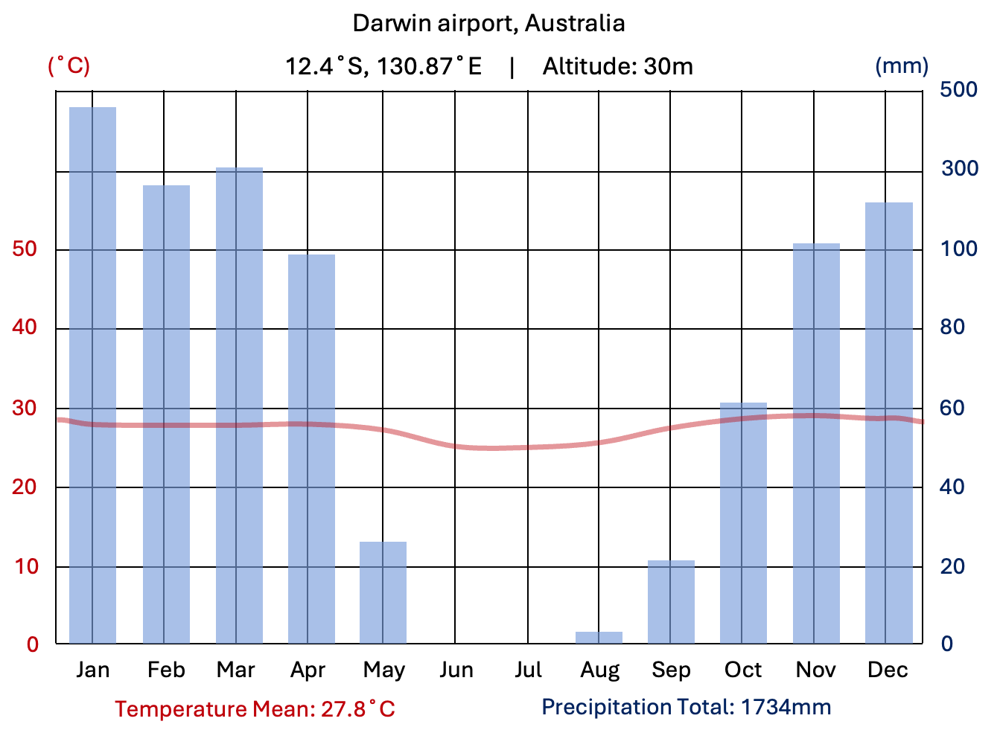 Darwin airport, Australia
(°C)
12.4°S, 130.87°E | Altitude: 30m
(mm)
500
300
50
100
40
80
30
60
20
40
10
20
0
0
Jan Feb Mar Apr May Jun Jul Aug Sep Oct Nov Dec
Temperature Mean: 27.8°C
Precipitation Total: 1734mm